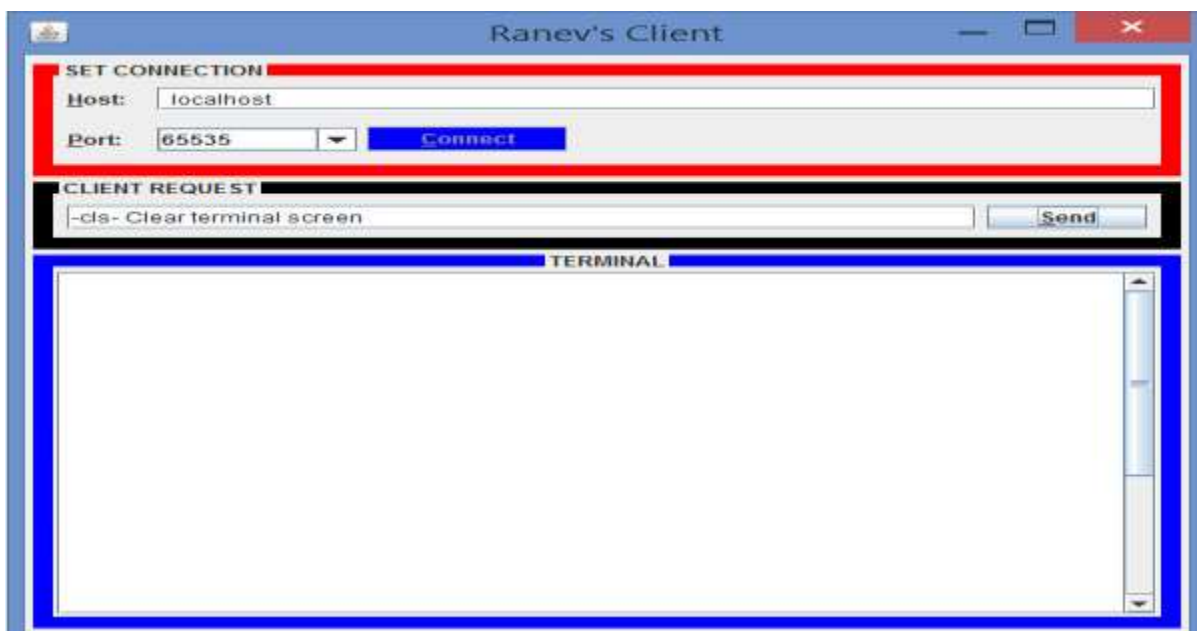 Ranev's Client
SET CONNECTION
Host: localhost
Port: 65535 Connect
CLIENT REQUEST
-cls- Clear terminal screen Send
TERMINAL